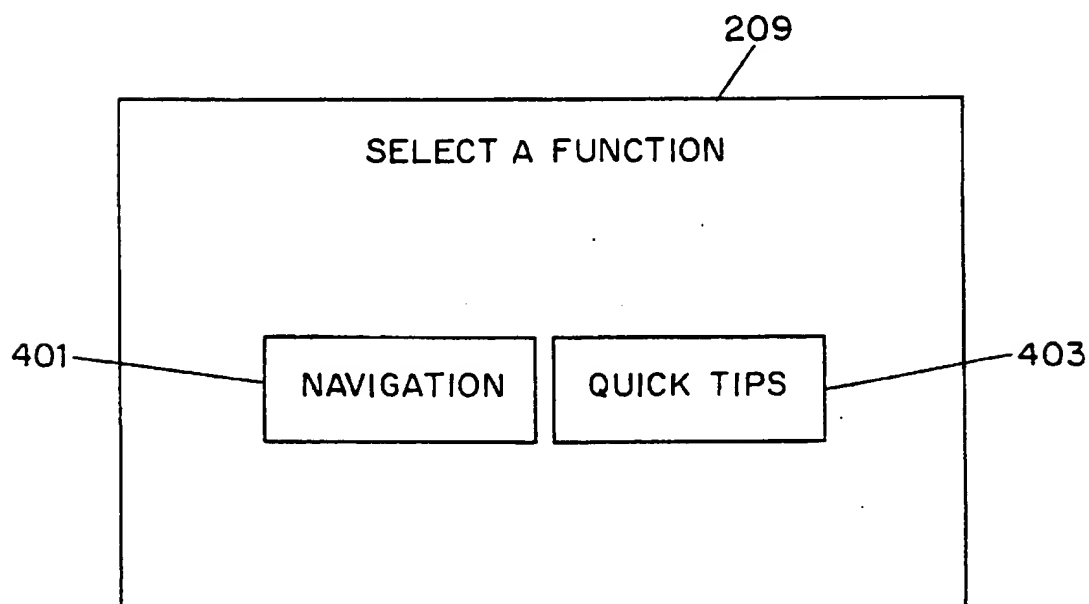 209
SELECT A FUNCTION
401
NAVIGATION
QUICK TIPS
403